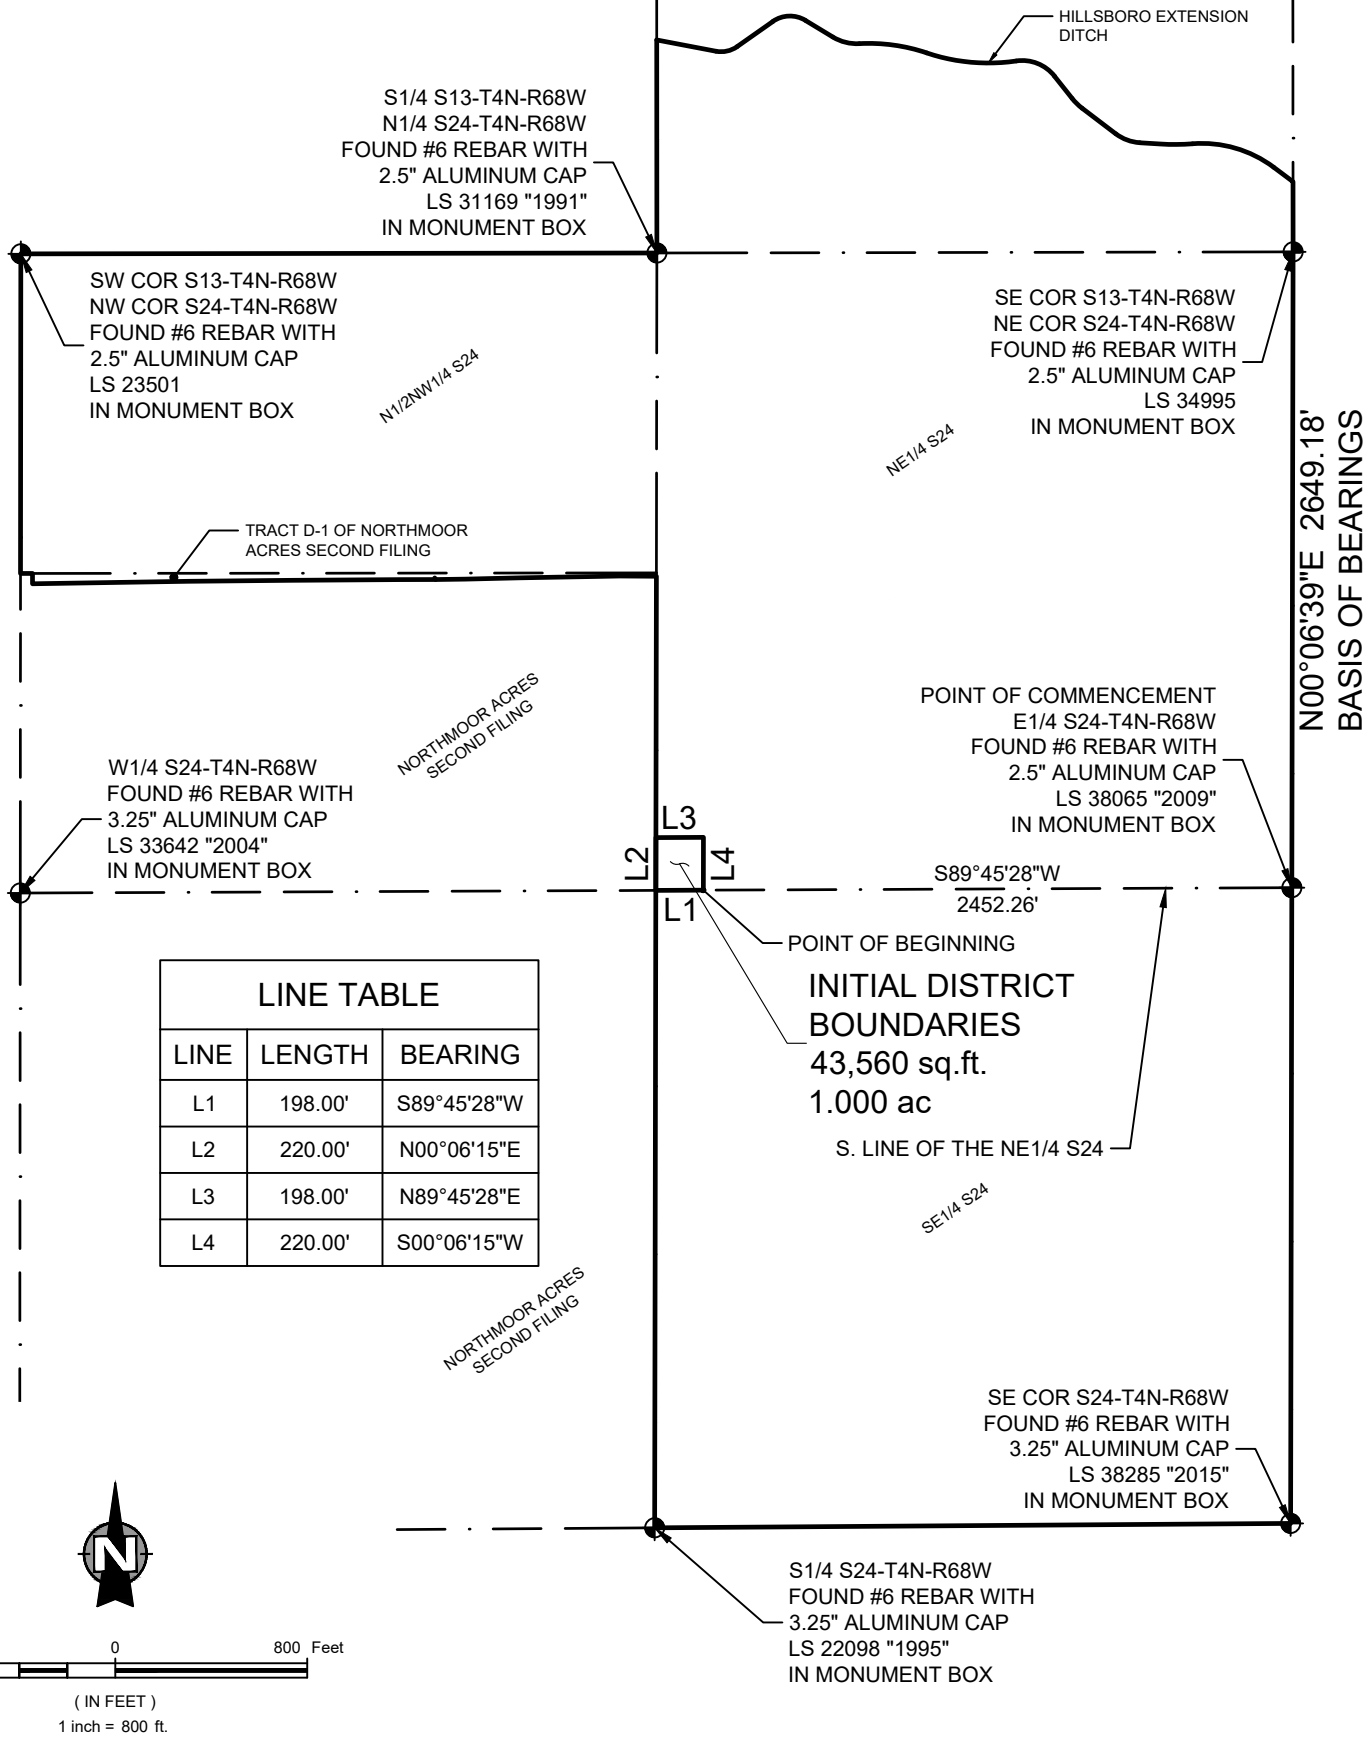 HILLSBORO EXTENSION
DITCH
S1/4 S13-T4N-R68W
N1/4 S24-T4N-R68W
FOUND #6 REBAR WITH
2.5" ALUMINUM CAP
LS 31169 "1991"
IN MONUMENT BOX
SW COR S13-T4N-R68W
NW COR S24-T4N-R68W
FOUND #6 REBAR WITH
2.5" ALUMINUM CAP
LS 23501
IN MONUMENT BOX
N1/2NW1/4 S24
SE COR S13-T4N-R68W
NE COR S24-T4N-R68W
FOUND #6 REBAR WITH
2.5" ALUMINUM CAP
LS 34995
IN MONUMENT BOX
NE1/4 S24
N00°06'39"E 2649.18'
BASIS OF BEARINGS
TRACT D-1 OF NORTHMOOR
ACRES SECOND FILING
NORTHMOOR ACRES
SECOND FILING
POINT OF COMMENCEMENT
E1/4 S24-T4N-R68W
FOUND #6 REBAR WITH
2.5" ALUMINUM CAP
LS 38065 "2009"
IN MONUMENT BOX
W1/4 S24-T4N-R68W
FOUND #6 REBAR WITH
3.25" ALUMINUM CAP
LS 33642 "2004"
IN MONUMENT BOX
L3
L2
L4
L1
S89°45'28"W
2452.26'
POINT OF BEGINNING
INITIAL DISTRICT
BOUNDARIES
43,560 sq.ft.
1.000 ac
S. LINE OF THE NE1/4 S24
LINE TABLE
LINE LENGTH BEARING
L1 198.00' S89°45'28"W
L2 220.00' N00°06'15"E
L3 198.00' N89°45'28"E
L4 220.00' S00°06'15"W
SE1/4 S24
NORTHMOOR ACRES
SECOND FILING
SE COR S24-T4N-R68W
FOUND #6 REBAR WITH
3.25" ALUMINUM CAP
LS 38285 "2015"
IN MONUMENT BOX
N
S1/4 S24-T4N-R68W
FOUND #6 REBAR WITH
3.25" ALUMINUM CAP
LS 22098 "1995"
IN MONUMENT BOX
0 800 Feet
( IN FEET )
1 inch = 800 ft.